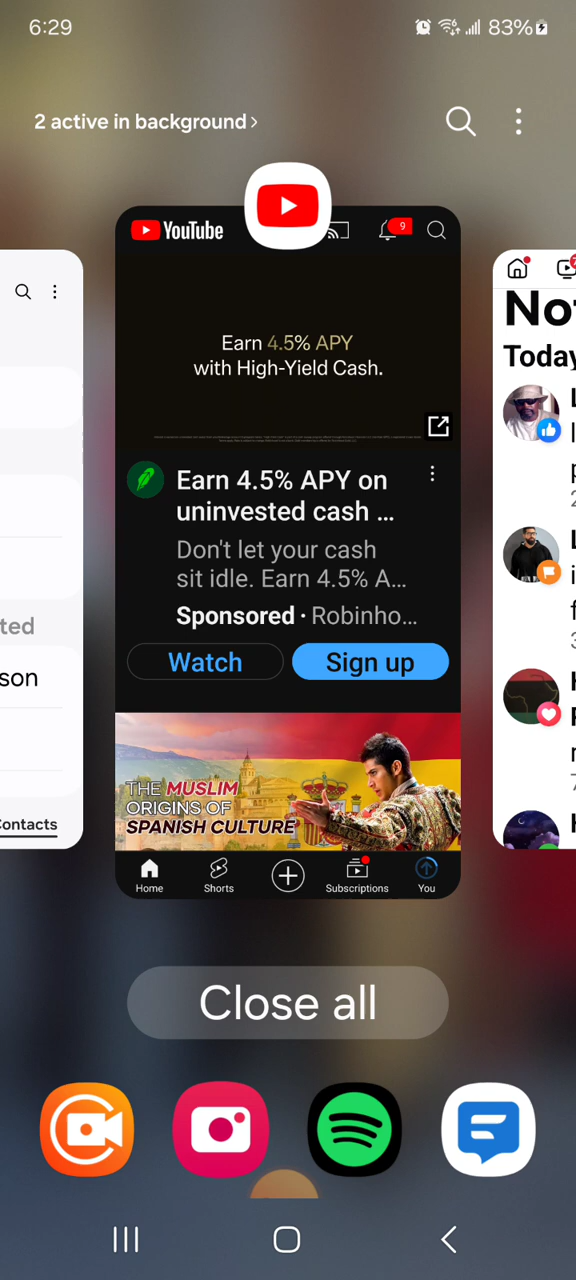 6:29
83%
2 active in background >
YouTube
9
Earn 4.5% APY
with High-Yield Cash.
Earn 4.5% APY on
uninvested cash ...
Don't let your cash
sit idle. Earn 4.5% A...
Sponsored · Robinho...
Watch
Sign up
THE MUSLIM
ORIGINS OF
SPANISH CULTURE
Home
Shorts
Subscriptions
You
ted
son
Contacts
Not
Today
Close all